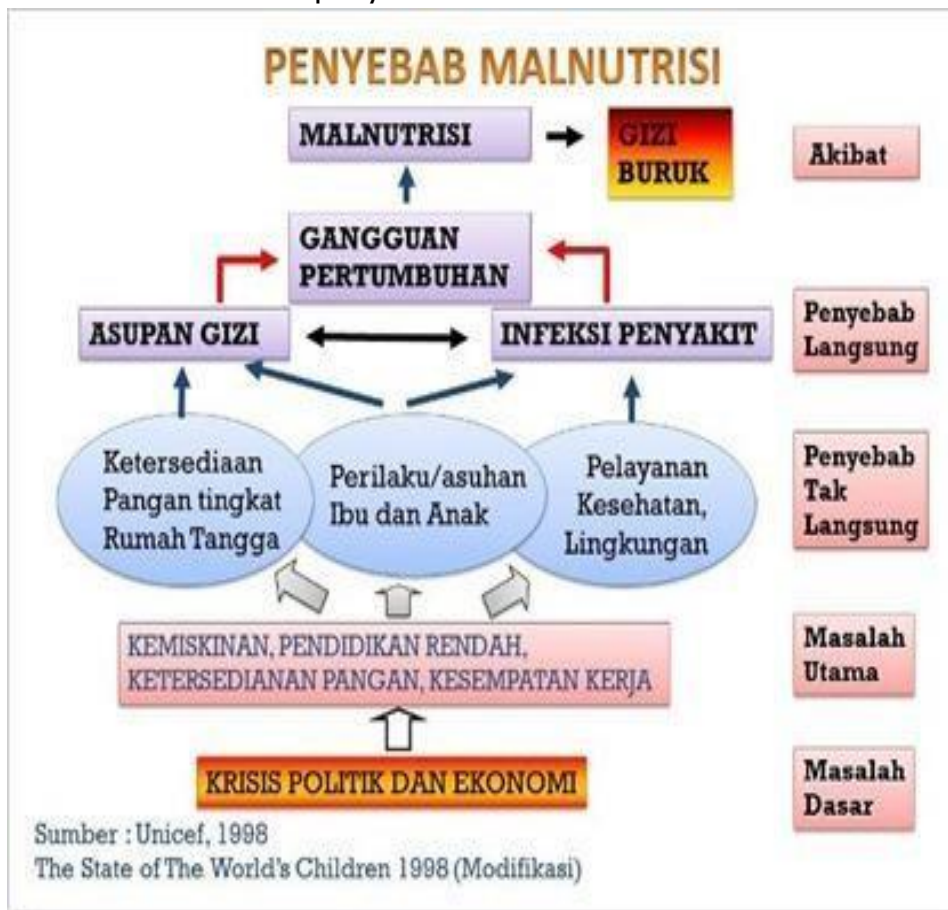 PENYEBAB MALNUTRISI
MALNUTRISI
GIZI
BURUK
Akibat
GANGGUAN
PERTUMBUHAN
ASUPAN GIZI
INFEKSI PENYAKIT
Penyebab
Langsung
Ketersediaan
Pangan tingkat
Rumah Tangga
Perilaku/asuhan
Ibu dan Anak
Pelayanan
Kesehatan,
Lingkungan
Penyebab
Tak
Langsung
KEMISKINAN, PENDIDIKAN RENDAH,
KETERSEDIANAN PANGAN, KESEMPATAN KERJA
Masalah
Utama
KRISIS POLITIK DAN EKONOMI
Masalah
Dasar
Sumber : Unicef, 1998
The State of The World's Children 1998 (Modifikasi)